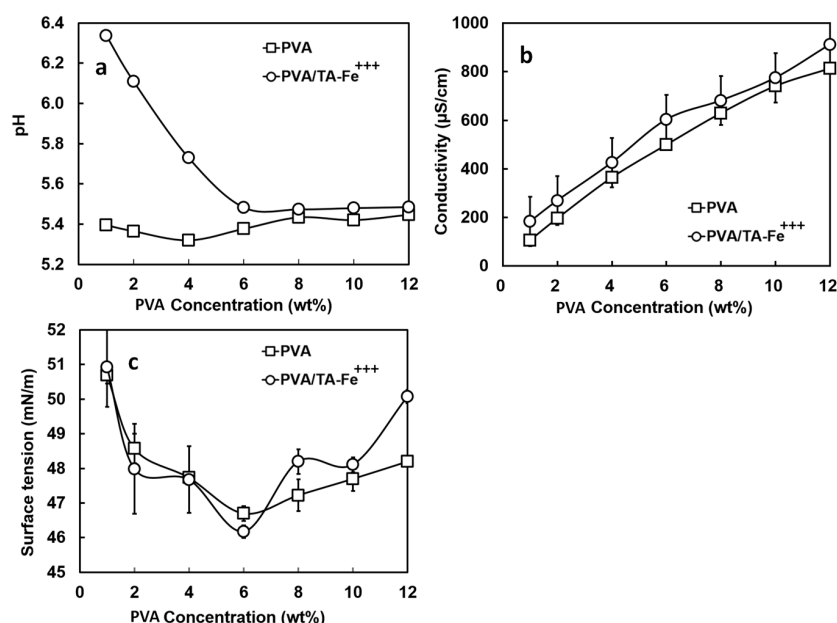 6.4
6.2
6.0
5.8
5.6
5.4
5.2
pH
a
PVA
PVA/TA-Fe+++
0 2 4 6 8 10 12
PVA Concentration (wt%)
1000
800
600
400
200
0
Conductivity (µS/cm)
b
PVA
PVA/TA-Fe+++
0 2 4 6 8 10 12
PVA Concentration (wt%)
52
51
50
49
48
47
46
45
Surface tension (mN/m)
c
PVA
PVA/TA-Fe+++
0 2 4 6 8 10 12
PVA Concentration (wt%)